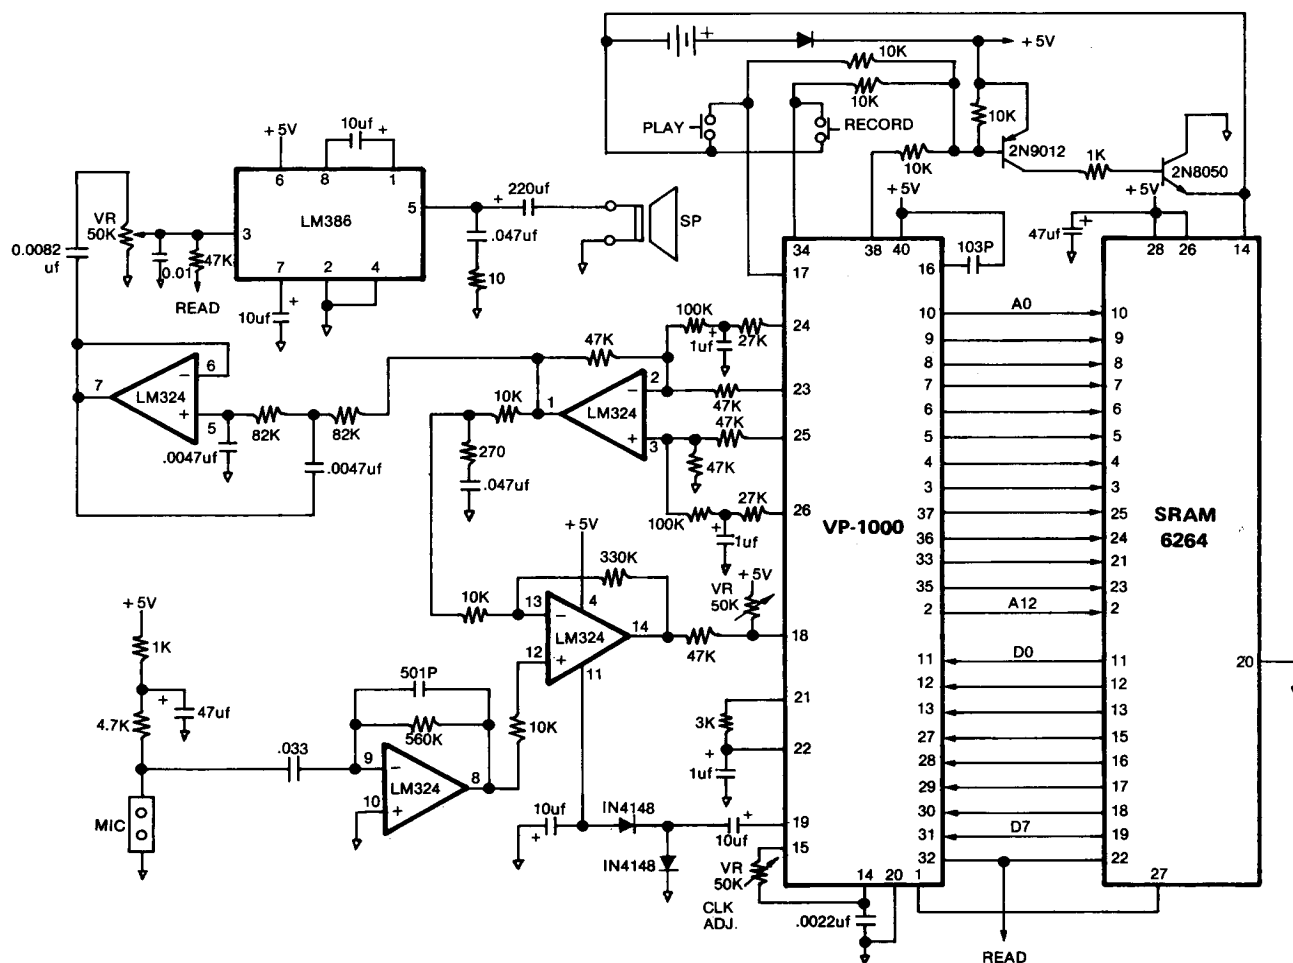 +5V
10K
10K
PLAY
RECORD
10K
10K
2N9012
1K
2N8050
+5V
+5V
47uf
28
26
14
103P
34
38
40
16
17
+5V
10uf
+
6
8
1
LM386
5
3
7
2
4
+
220uf
SP
.047uf
10
VR
50K
0.0082
uf
0.01
47K
READ
10uf
+
7
LM324
6
5
82K
82K
.0047uf
.0047uf
47K
10K
1
LM324
2
3
270
.047uf
100K
27K
1uf
+
24
47K
23
47K
25
47K
27K
26
100K
1uf
+
+5V
330K
10K
13
4
14
LM324
12
11
47K
VR
50K
+5V
18
+5V
1K
47uf
+
4.7K
MIC
.033
501P
560K
9
8
LM324
10
10K
21
3K
22
1uf
+
10uf
+
IN4148
IN4148
10uf
+
19
15
VR
50K
CLK
ADJ.
14
20
1
.0022uf
VP-1000
10
A0
10
9
9
8
8
7
7
6
6
5
5
4
4
3
3
37
25
36
24
33
21
35
23
2
A12
2
11
D0
11
12
12
13
13
27
15
28
16
29
17
30
18
31
D7
19
32
22
SRAM
6264
20
27
READ